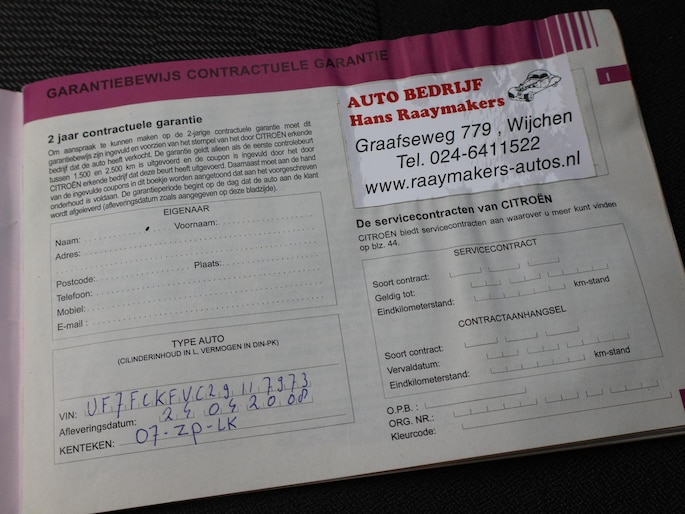 GARANTIEBEWIJS CONTRACTUELE GARANTIE
I
2 jaar contractuele garantie
Om aanspraak te kunnen maken op de 2-jarige contractuele garantie moet dit
garantiebewijs zijn ingevuld en voorzien van het stempel van het door CITROËN erkende
bedrijf dat de auto heeft verkocht. De garantie geldt alleen als de eerste controlebeurt
tussen 1.500 en 2.500 km is uitgevoerd en de coupon is ingevuld door het door
CITROËN erkende bedrijf dat deze beurt heeft uitgevoerd. Daarnaast moet aan de hand
van de ingevulde coupons in dit boekje worden aangetoond dat aan het voorgeschreven
onderhoud is voldaan. De garantieperiode begint op de dag dat de auto aan de klant
wordt afgeleverd (afleveringsdatum zoals aangegeven op deze bladzijde).
EIGENAAR
Naam: Voornaam:
Adres:
Postcode: Plaats:
Telefoon:
Mobiel:
E-mail :
TYPE AUTO
(CILINDERINHOUD IN L, VERMOGEN IN DIN-PK)
VIN: UF7FCKFVC29117973
Afleveringsdatum: 24 04 2008
KENTEKEN: 07-ZP-LK
AUTO BEDRIJF
Hans Raaymakers
Graafseweg 779 , Wijchen
Tel. 024-6411522
www.raaymakers-autos.nl
De servicecontracten van CITROËN
CITROËN biedt servicecontracten aan waarover u meer kunt vinden
op blz. 44.
SERVICECONTRACT
Soort contract:
Geldig tot:
Eindkilometerstand: km-stand
CONTRACTAANHANGSEL
Soort contract:
Vervaldatum:
Eindkilometerstand: km-stand
O.P.B. :
ORG. NR.:
Kleurcode: